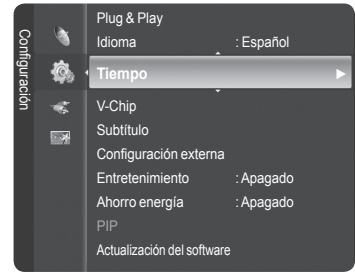 Configuración
Plug & Play
Idioma : Español
Tiempo
V-Chip
Subtítulo
Configuración externa
Entretenimiento : Apagado
Ahorro energía : Apagado
PIP
Actualización del software